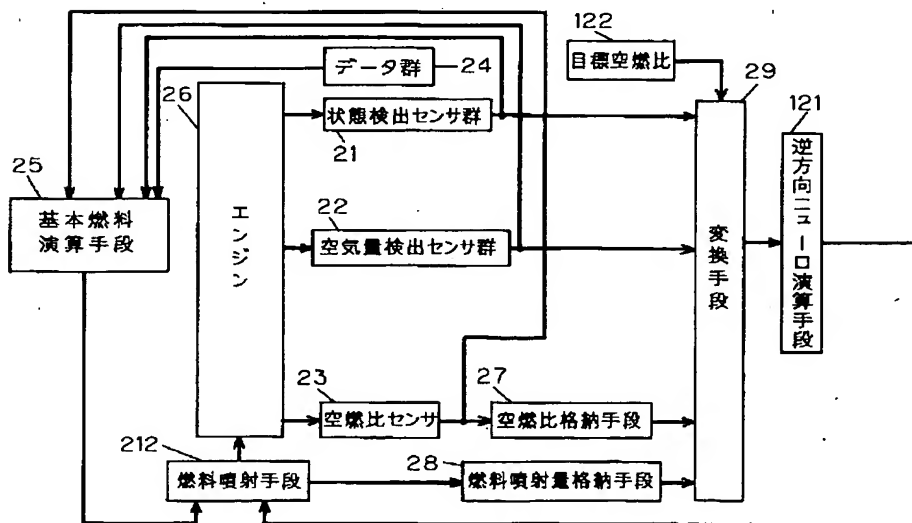 122
目標空燃比
29
データ群
24
26
状態検出センサ群
21
121
25
基本燃料
演算手段
エンジン
22
空気量検出センサ群
変換手段
逆方向ニューロ演算手段
23
空燃比センサ
27
空燃比格納手段
212
燃料噴射手段
28
燃料噴射量格納手段